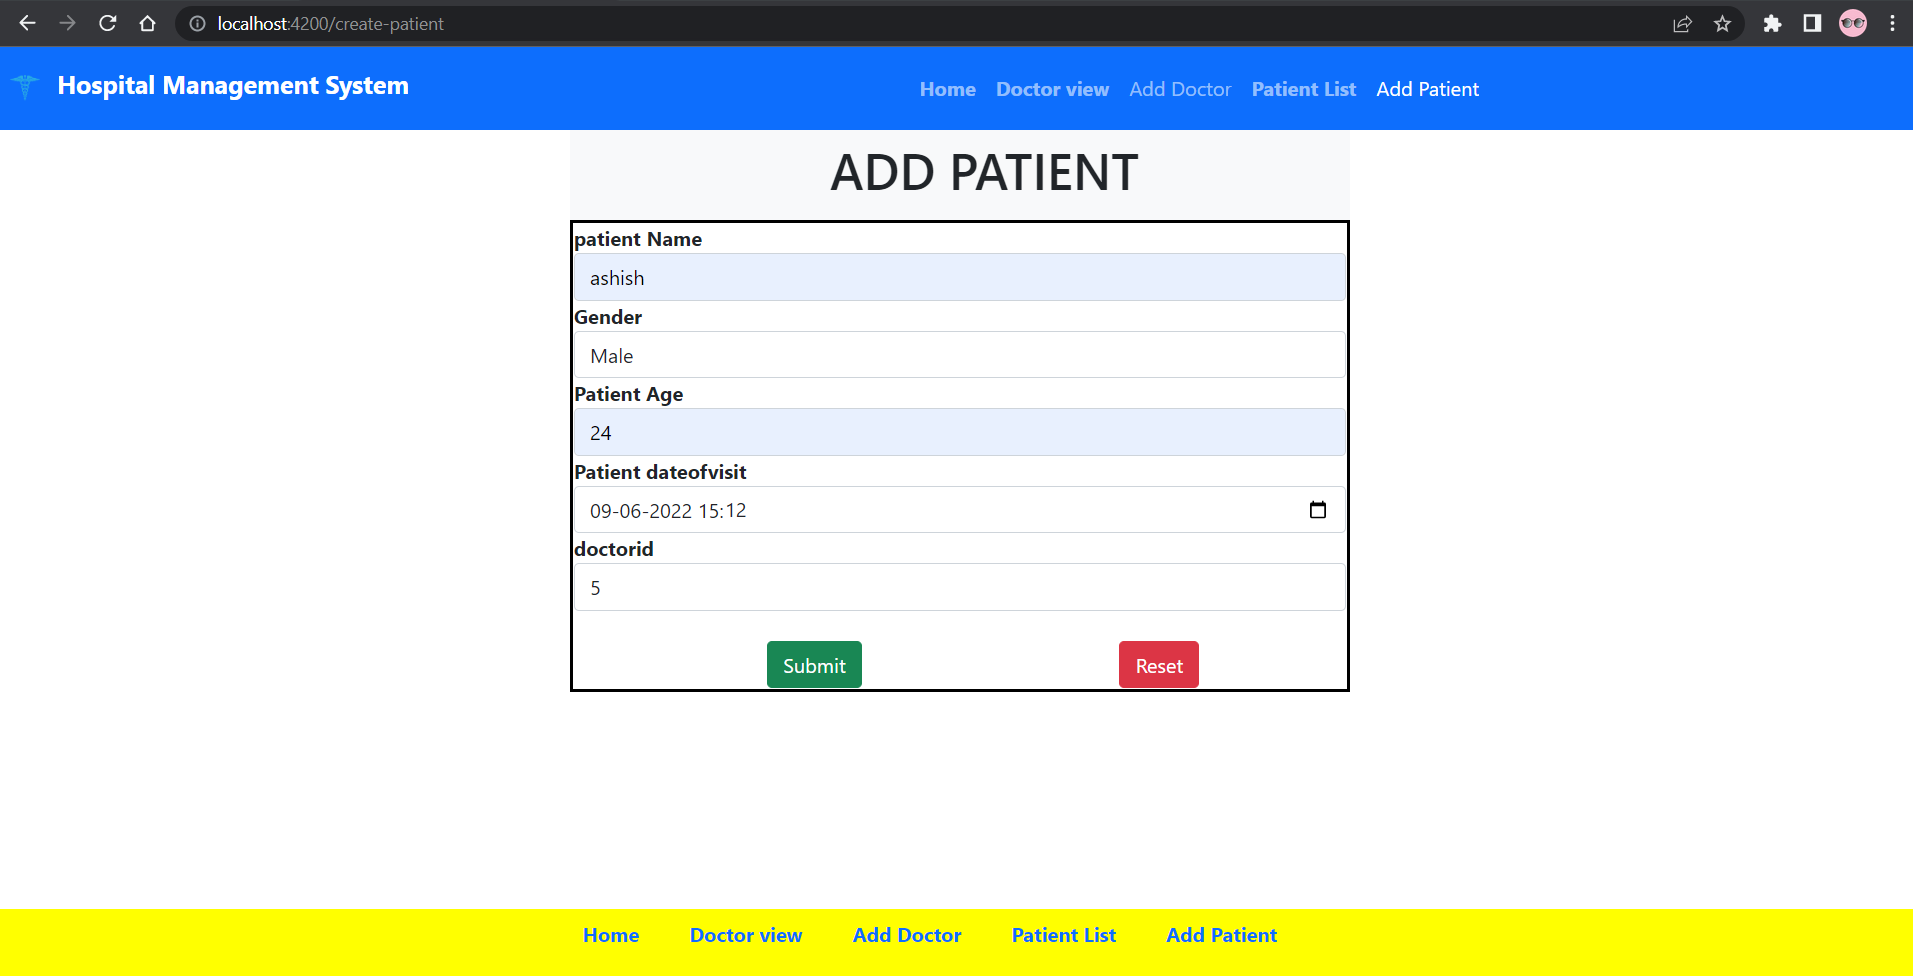 localhost:4200/create-patient
Hospital Management System
Home Doctor view Add Doctor Patient List Add Patient
ADD PATIENT
patient Name
ashish
Gender
Male
Patient Age
24
Patient dateofvisit
09-06-2022 15:12
doctorid
5
Submit Reset
Home Doctor view Add Doctor Patient List Add Patient